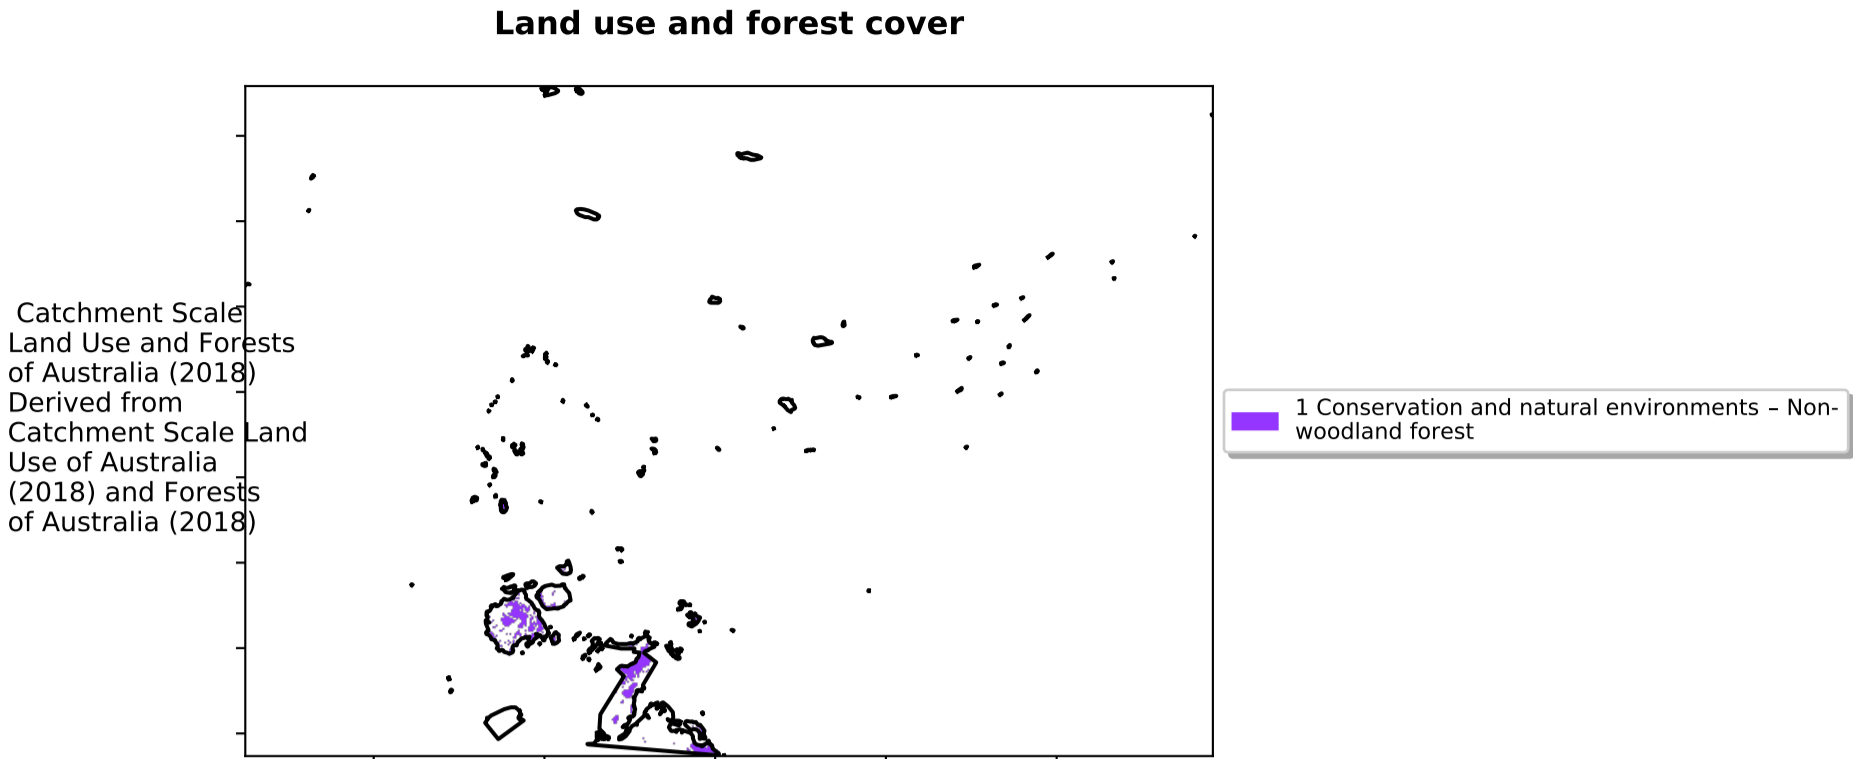 Land use and forest cover
Catchment Scale
Land Use and Forests
of Australia (2018)
Derived from
Catchment Scale Land
Use of Australia
(2018) and Forests
of Australia (2018)
1 Conservation and natural environments – Non-
woodland forest